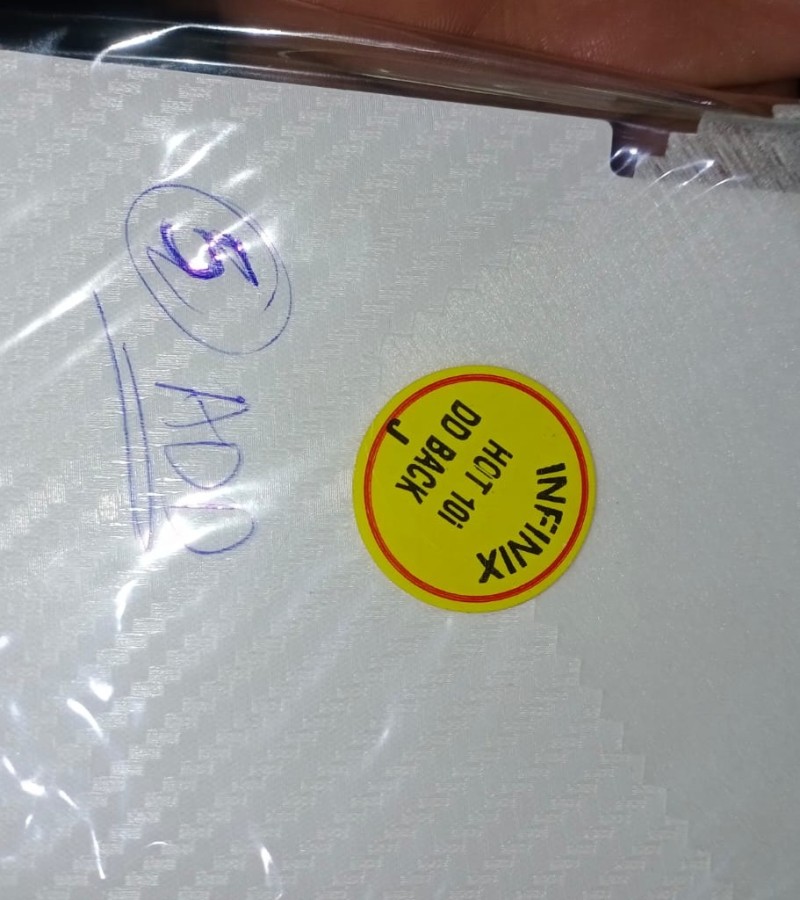 5
ADD
INFINIX
HOT 10i
DD BACK
J